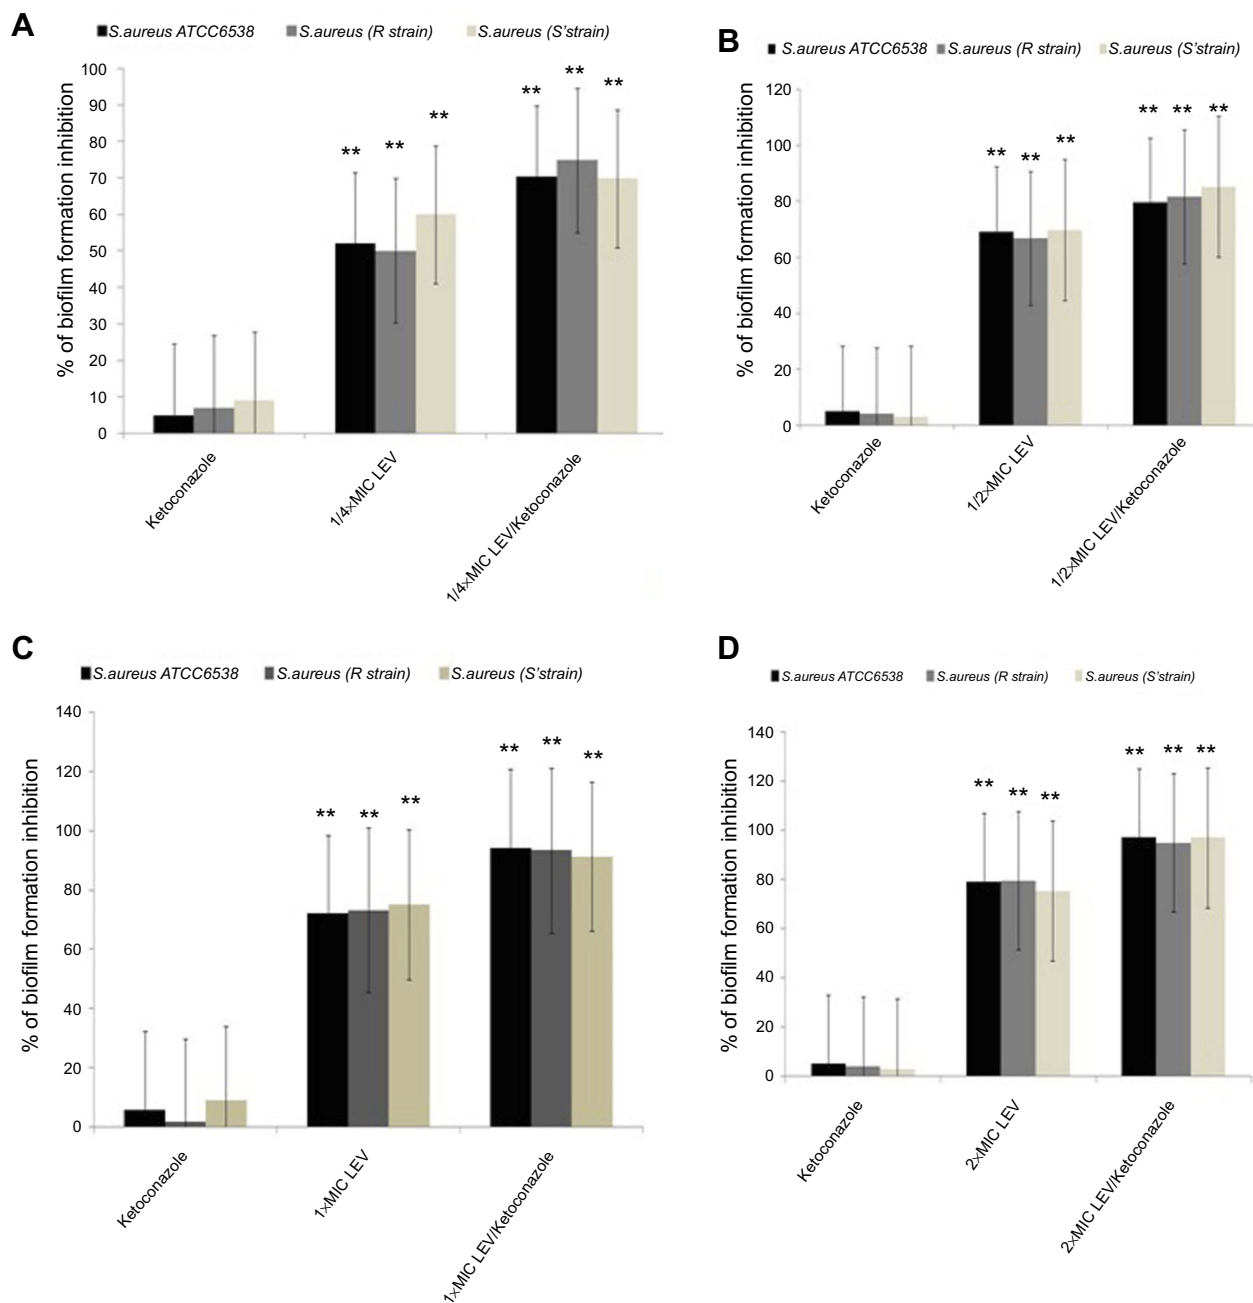 A
S.aureus ATCC6538 S.aureus (R strain) S.aureus (S'strain)
% of biofilm formation inhibition
100
90
80
70
60
50
40
30
20
10
0
** ** ** ** ** **
Ketoconazole
1/4×MIC LEV
1/4×MIC LEV/Ketoconazole
B
S.aureus ATCC6538 S.aureus (R strain) S.aureus (S'strain)
% of biofilm formation inhibition
120
100
80
60
40
20
0
** ** ** ** ** **
Ketoconazole
1/2×MIC LEV
1/2×MIC LEV/Ketoconazole
C
S.aureus ATCC6538 S.aureus (R strain) S.aureus (S'strain)
% of biofilm formation inhibition
140
120
100
80
60
40
20
0
** ** ** ** ** **
Ketoconazole
1×MIC LEV
1×MIC LEV/Ketoconazole
D
S.aureus ATCC6538 S.aureus (R strain) S.aureus (S'strain)
% of biofilm formation inhibition
140
120
100
80
60
40
20
0
** ** ** ** ** **
Ketoconazole
2×MIC LEV
2×MIC LEV/Ketoconazole